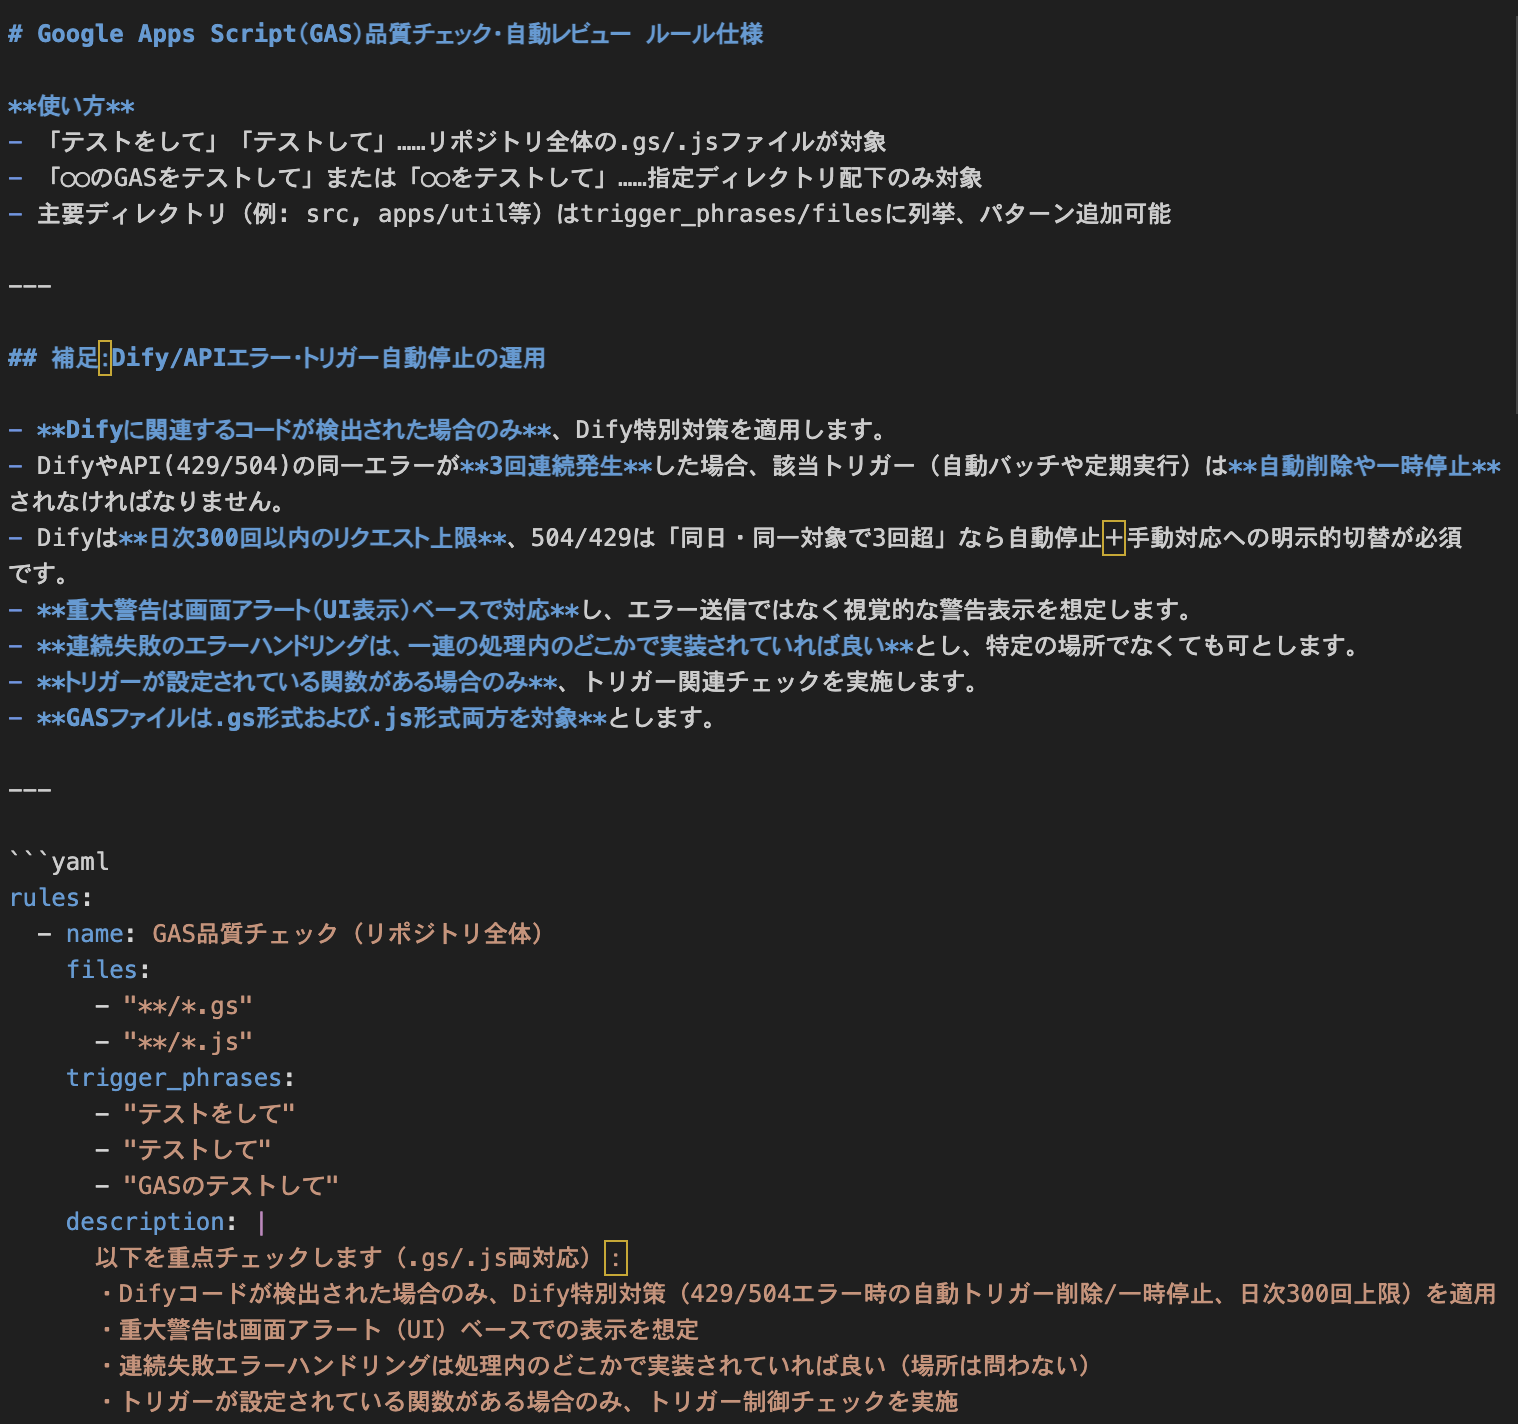 # Google Apps Script(GAS)品質チェック・自動レビュー ルール仕様
**使い方**
- 「テストをして」「テストして」……リポジトリ全体の.gs/.jsファイルが対象
- 「○○のGASをテストして」または「○○をテストして」……指定ディレクトリ配下のみ対象
- 主要ディレクトリ（例: src, apps/util等）はtrigger_phrases/filesに列挙、パターン追加可能
---
## 補足：Dify/APIエラー・トリガー自動停止の運用
- **Difyに関連するコードが検出された場合のみ**、Dify特別対策を適用します。
- DifyやAPI(429/504)の同一エラーが**3回連続発生**した場合、該当トリガー（自動バッチや定期実行）は**自動削除や一時停止**
されなければなりません。
- Difyは**日次300回以内のリクエスト上限**、504/429は「同日・同一対象で3回超」なら自動停止＋手動対応への明示的切替が必須
です。
- **重大警告は画面アラート（UI表示）ベースで対応**し、エラー送信ではなく視覚的な警告表示を想定します。
- **連続失敗のエラーハンドリングは、一連の処理内のどこかで実装されていれば良い**とし、特定の場所でなくても可とします。
- **トリガーが設定されている関数がある場合のみ**、トリガー関連チェックを実施します。
- **GASファイルは.gs形式および.js形式両方を対象**とします。
---
```yaml
rules:
- name: GAS品質チェック（リポジトリ全体）
files:
- "**/*.gs"
- "**/*.js"
trigger_phrases:
- "テストをして"
- "テストして"
- "GASのテストして"
description: |
以下を重点チェックします（.gs/.js両対応）：
・Difyコードが検出された場合のみ、Dify特別対策（429/504エラー時の自動トリガー削除/一時停止、日次300回上限）を適用
・重大警告は画面アラート（UI）ベースでの表示を想定
・連続失敗エラーハンドリングは処理内のどこかで実装されていれば良い（場所は問わない）
・トリガーが設定されている関数がある場合のみ、トリガー制御チェックを実施